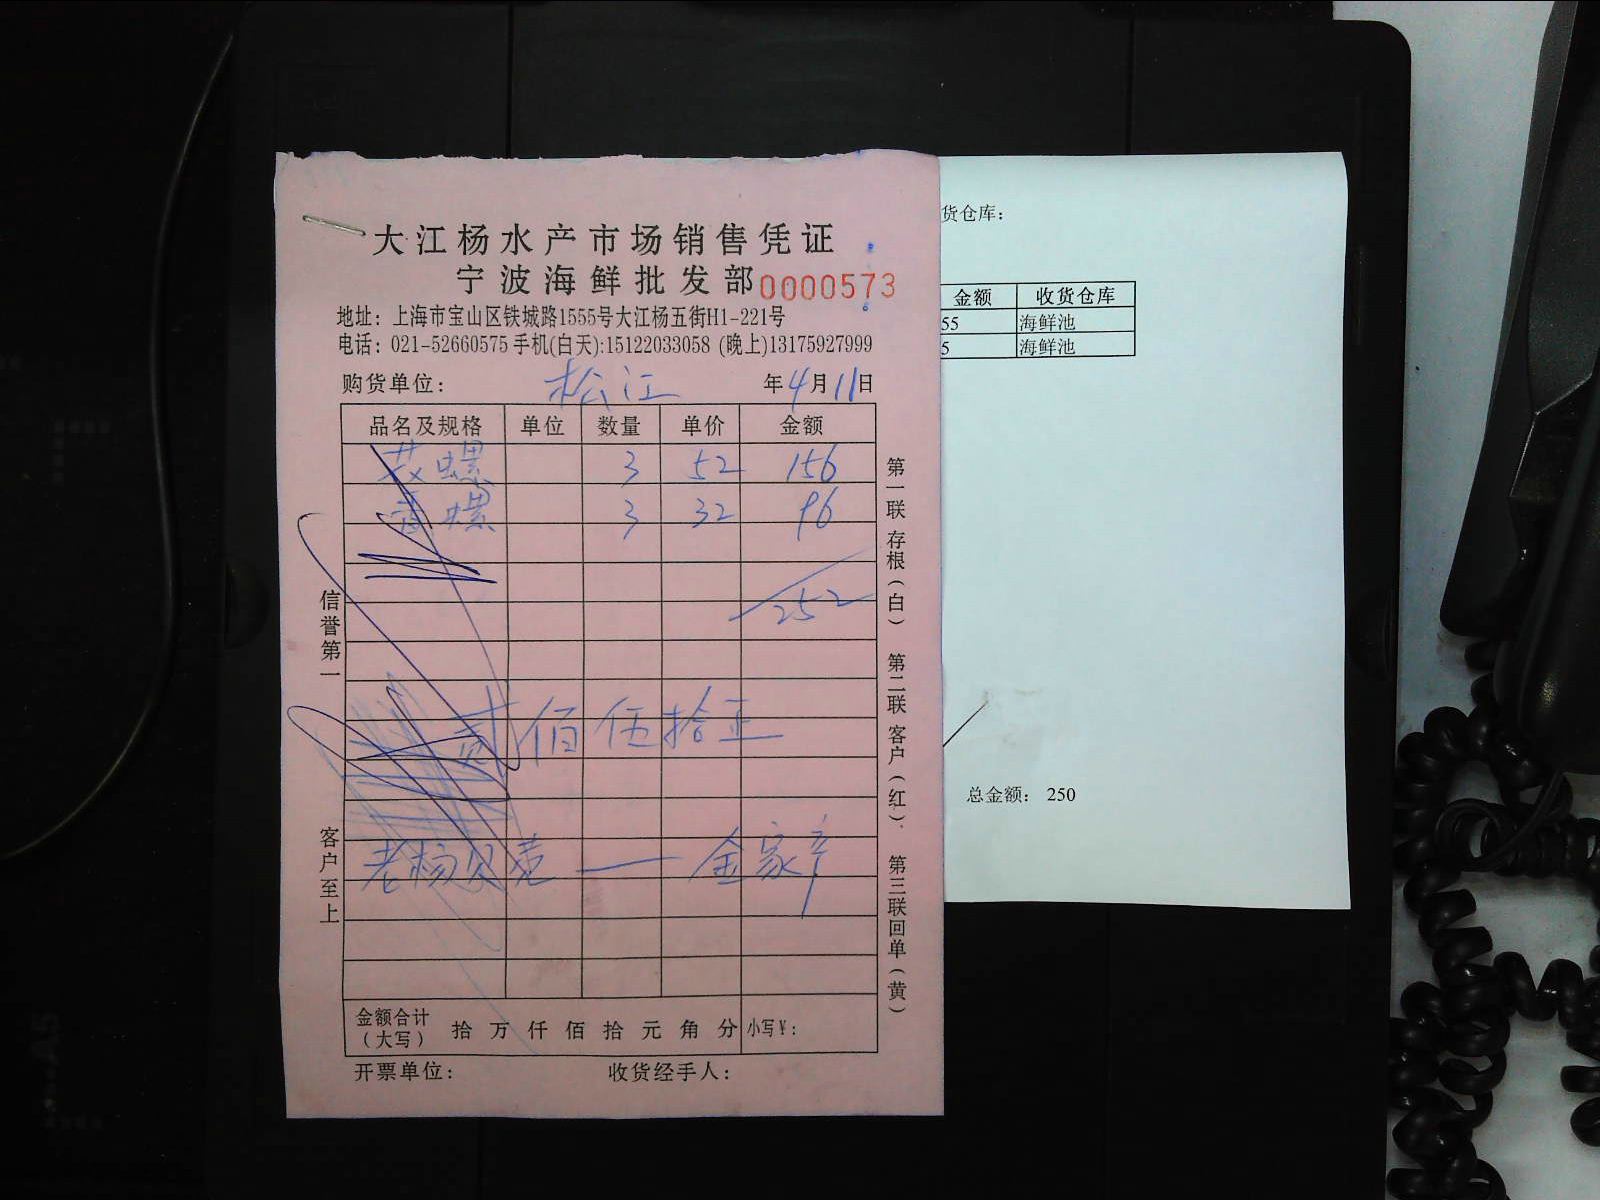 大江杨水产市场销售凭证
宁波海鲜批发部 0000573
地址：上海市宝山区铁城路1555号大江杨五街H1-221号
电话：021-52660575 手机(白天):15122033058 (晚上)13175927999
购货单位： 松江 年4月11日
品名及规格 单位 数量 单价 金额
花螺 3 52 156
香螺 3 32 96
252
贰佰伍拾正
老杨贝壳 — 金家产
金额合计（大写） 拾 万 仟 佰 拾 元 角 分 小写￥：
开票单位： 收货经手人：
信誉第一
客户至上
第一联存根（白） 第二联客户（红）. 第三联回单（黄）
货仓库：
金额 收货仓库
55 海鲜池
5 海鲜池
总金额： 250